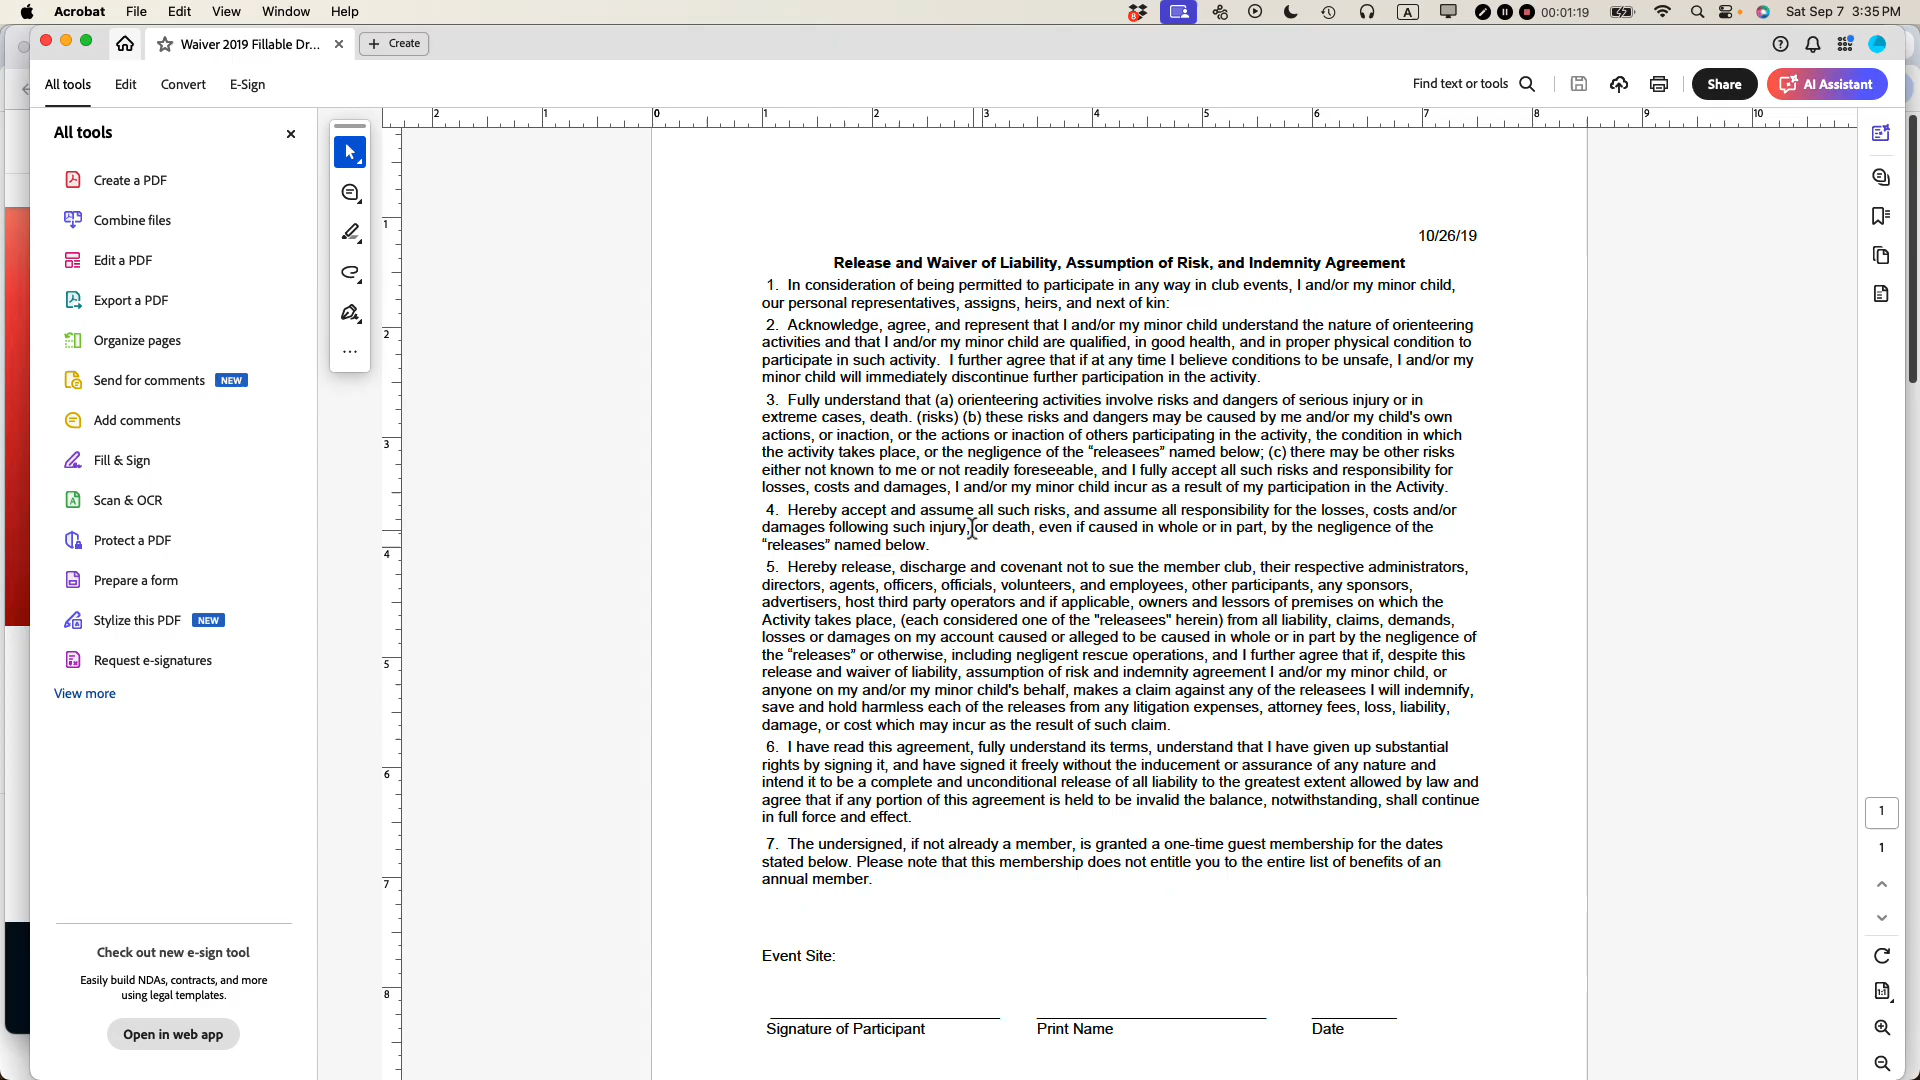 Acrobat File Edit View Window Help
8
A
00:01:19
Sat Sep 7 3:35 PM
Waiver 2019 Fillable Dr...
Create
All tools Edit Convert E-Sign
Find text or tools
Share
AI Assistant
All tools
Create a PDF
Combine files
Edit a PDF
Export a PDF
Organize pages
Send for comments NEW
Add comments
Fill & Sign
Scan & OCR
Protect a PDF
Prepare a form
Stylize this PDF NEW
Request e-signatures
View more
Check out new e-sign tool
Easily build NDAs, contracts, and more
using legal templates.
Open in web app
2 1 0 1 2 3 4 5 6 7 8 9 10
1
2
3
4
5
6
7
8
10/26/19
Release and Waiver of Liability, Assumption of Risk, and Indemnity Agreement
1. In consideration of being permitted to participate in any way in club events, I and/or my minor child,
our personal representatives, assigns, heirs, and next of kin:
2. Acknowledge, agree, and represent that I and/or my minor child understand the nature of orienteering
activities and that I and/or my minor child are qualified, in good health, and in proper physical condition to
participate in such activity. I further agree that if at any time I believe conditions to be unsafe, I and/or my
minor child will immediately discontinue further participation in the activity.
3. Fully understand that (a) orienteering activities involve risks and dangers of serious injury or in
extreme cases, death. (risks) (b) these risks and dangers may be caused by me and/or my child's own
actions, or inaction, or the actions or inaction of others participating in the activity, the condition in which
the activity takes place, or the negligence of the “releasees” named below; (c) there may be other risks
either not known to me or not readily foreseeable, and I fully accept all such risks and responsibility for
losses, costs and damages, I and/or my minor child incur as a result of my participation in the Activity.
4. Hereby accept and assume all such risks, and assume all responsibility for the losses, costs and/or
damages following such injury, or death, even if caused in whole or in part, by the negligence of the
“releases” named below.
5. Hereby release, discharge and covenant not to sue the member club, their respective administrators,
directors, agents, officers, officials, volunteers, and employees, other participants, any sponsors,
advertisers, host third party operators and if applicable, owners and lessors of premises on which the
Activity takes place, (each considered one of the "releasees" herein) from all liability, claims, demands,
losses or damages on my account caused or alleged to be caused in whole or in part by the negligence of
the “releases” or otherwise, including negligent rescue operations, and I further agree that if, despite this
release and waiver of liability, assumption of risk and indemnity agreement I and/or my minor child, or
anyone on my and/or my minor child's behalf, makes a claim against any of the releasees I will indemnify,
save and hold harmless each of the releases from any litigation expenses, attorney fees, loss, liability,
damage, or cost which may incur as the result of such claim.
6. I have read this agreement, fully understand its terms, understand that I have given up substantial
rights by signing it, and have signed it freely without the inducement or assurance of any nature and
intend it to be a complete and unconditional release of all liability to the greatest extent allowed by law and
agree that if any portion of this agreement is held to be invalid the balance, notwithstanding, shall continue
in full force and effect.
7. The undersigned, if not already a member, is granted a one-time guest membership for the dates
stated below. Please note that this membership does not entitle you to the entire list of benefits of an
annual member.
Event Site:
Signature of Participant Print Name Date
1
1
1:1